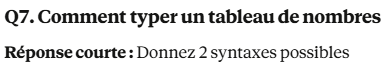 Q7. Comment typer un tableau de nombres
Réponse courte : Donnez 2 syntaxes possibles